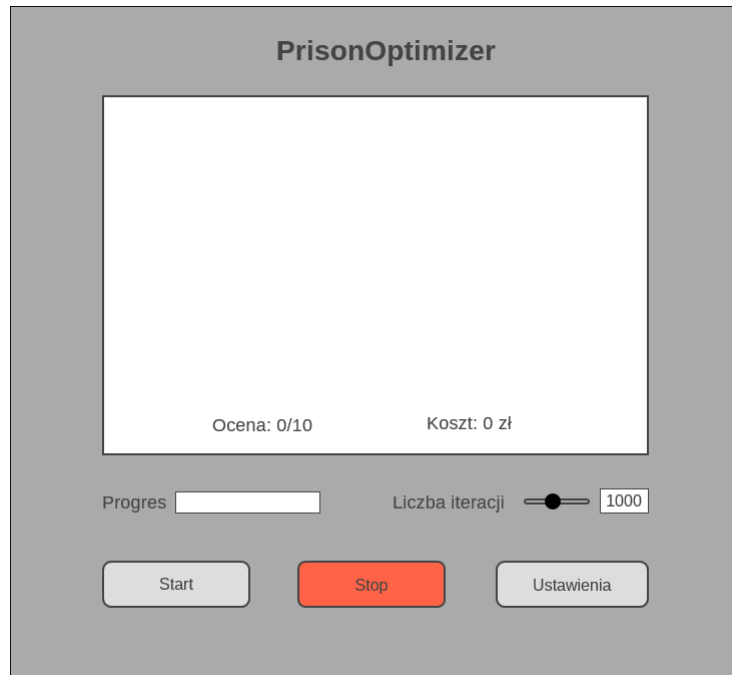 PrisonOptimizer
Ocena: 0/10 Koszt: 0 zł
Progres Liczba iteracji 1000
Start Stop Ustawienia